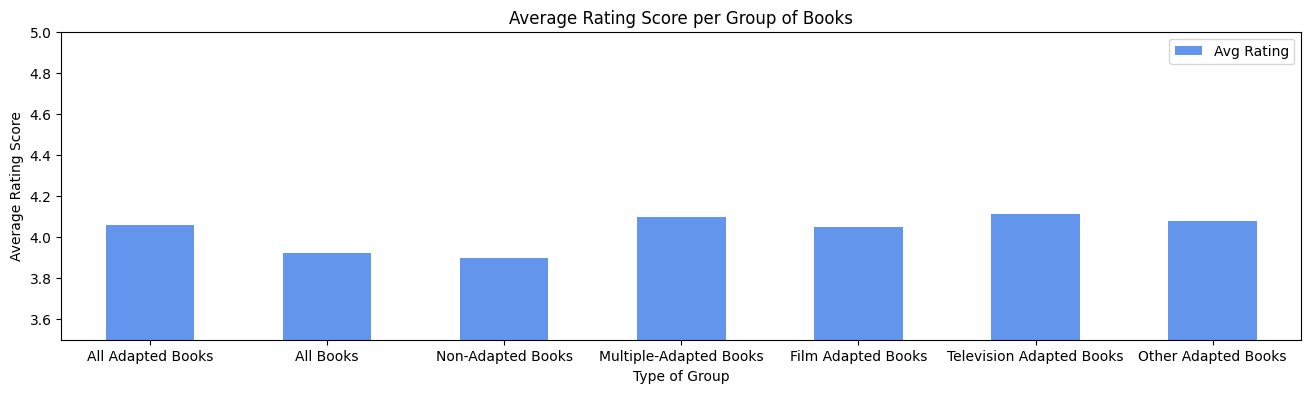 Average Rating Score per Group of Books
Avg Rating
Average Rating Score
5.0
4.8
4.6
4.4
4.2
4.0
3.8
3.6
All Adapted Books
All Books
Non-Adapted Books
Multiple-Adapted Books
Film Adapted Books
Television Adapted Books
Other Adapted Books
Type of Group